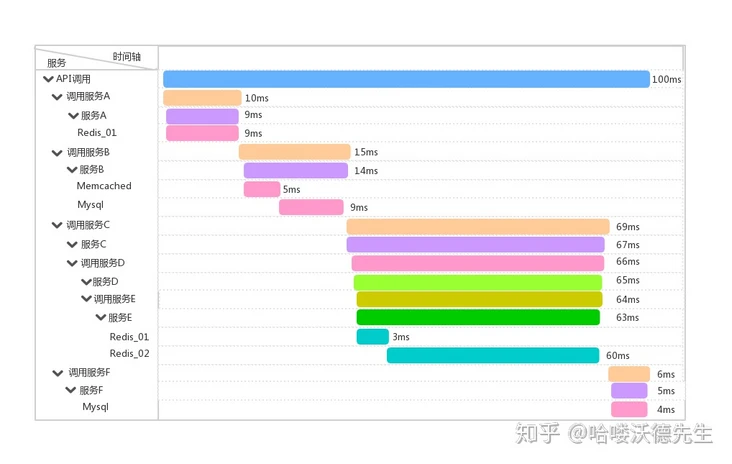 时间轴
服务
API调用 100ms
调用服务A 10ms
服务A 9ms
Redis_01 9ms
调用服务B 15ms
服务B 14ms
Memcached 5ms
Mysql 9ms
调用服务C 69ms
服务C 67ms
调用服务D 66ms
服务D 65ms
调用服务E 64ms
服务E 63ms
Redis_01 3ms
Redis_02 60ms
调用服务F 6ms
服务F 5ms
Mysql 4ms
知乎 @哈喽沃德先生